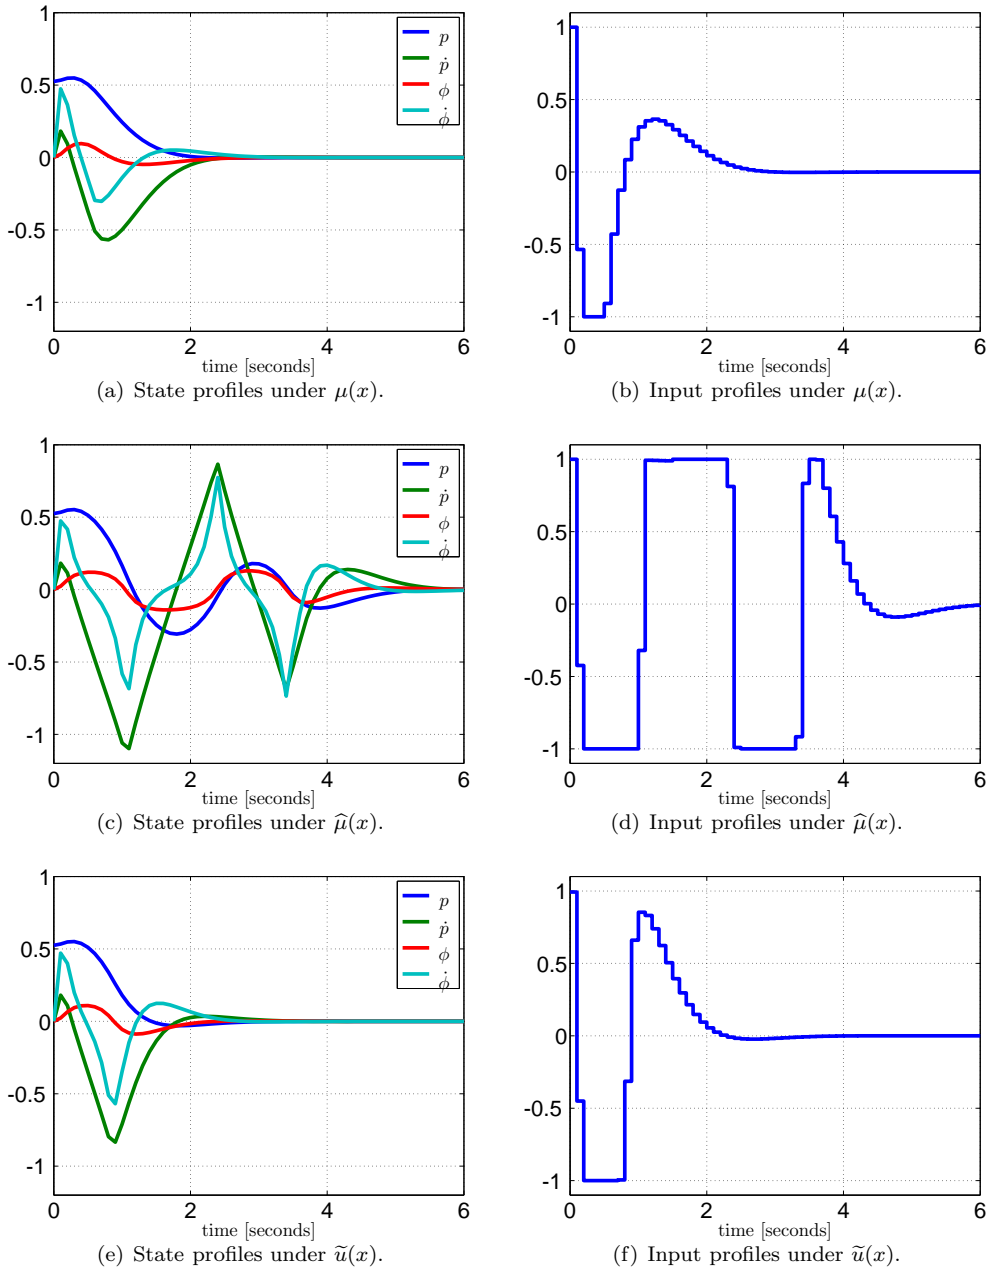 1
0.5
0
-0.5
-1
0
2
4
6
time [seconds]
p
ṗ
ϕ
ϕ̇
(a) State profiles under μ(x).
1
0.5
0
-0.5
-1
0
2
4
6
time [seconds]
(b) Input profiles under μ(x).
1
0.5
0
-0.5
-1
0
2
4
6
time [seconds]
p
ṗ
ϕ
ϕ̇
(c) State profiles under μ̂(x).
1
0.5
0
-0.5
-1
0
2
4
6
time [seconds]
(d) Input profiles under μ̂(x).
1
0.5
0
-0.5
-1
0
2
4
6
time [seconds]
p
ṗ
ϕ
ϕ̇
(e) State profiles under ũ(x).
1
0.5
0
-0.5
-1
0
2
4
6
time [seconds]
(f) Input profiles under ũ(x).